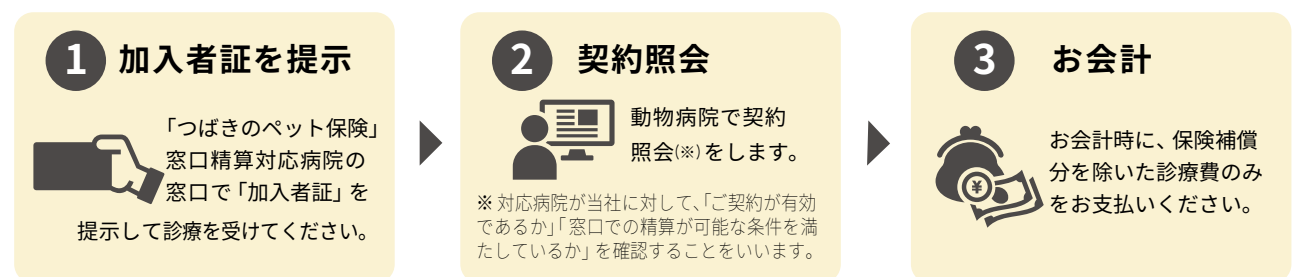 1 加入者証を提示
「つばきのペット保険」
窓口精算対応病院の
窓口で「加入者証」を
提示して診療を受けてください。
2 契約照会
動物病院で契約
照会(※)をします。
※ 対応病院が当社に対して、「ご契約が有効
であるか」「窓口での精算が可能な条件を満
たしているか」を確認することをいいます。
3 お会計
お会計時に、保険補償
分を除いた診療費のみ
をお支払いください。
¥